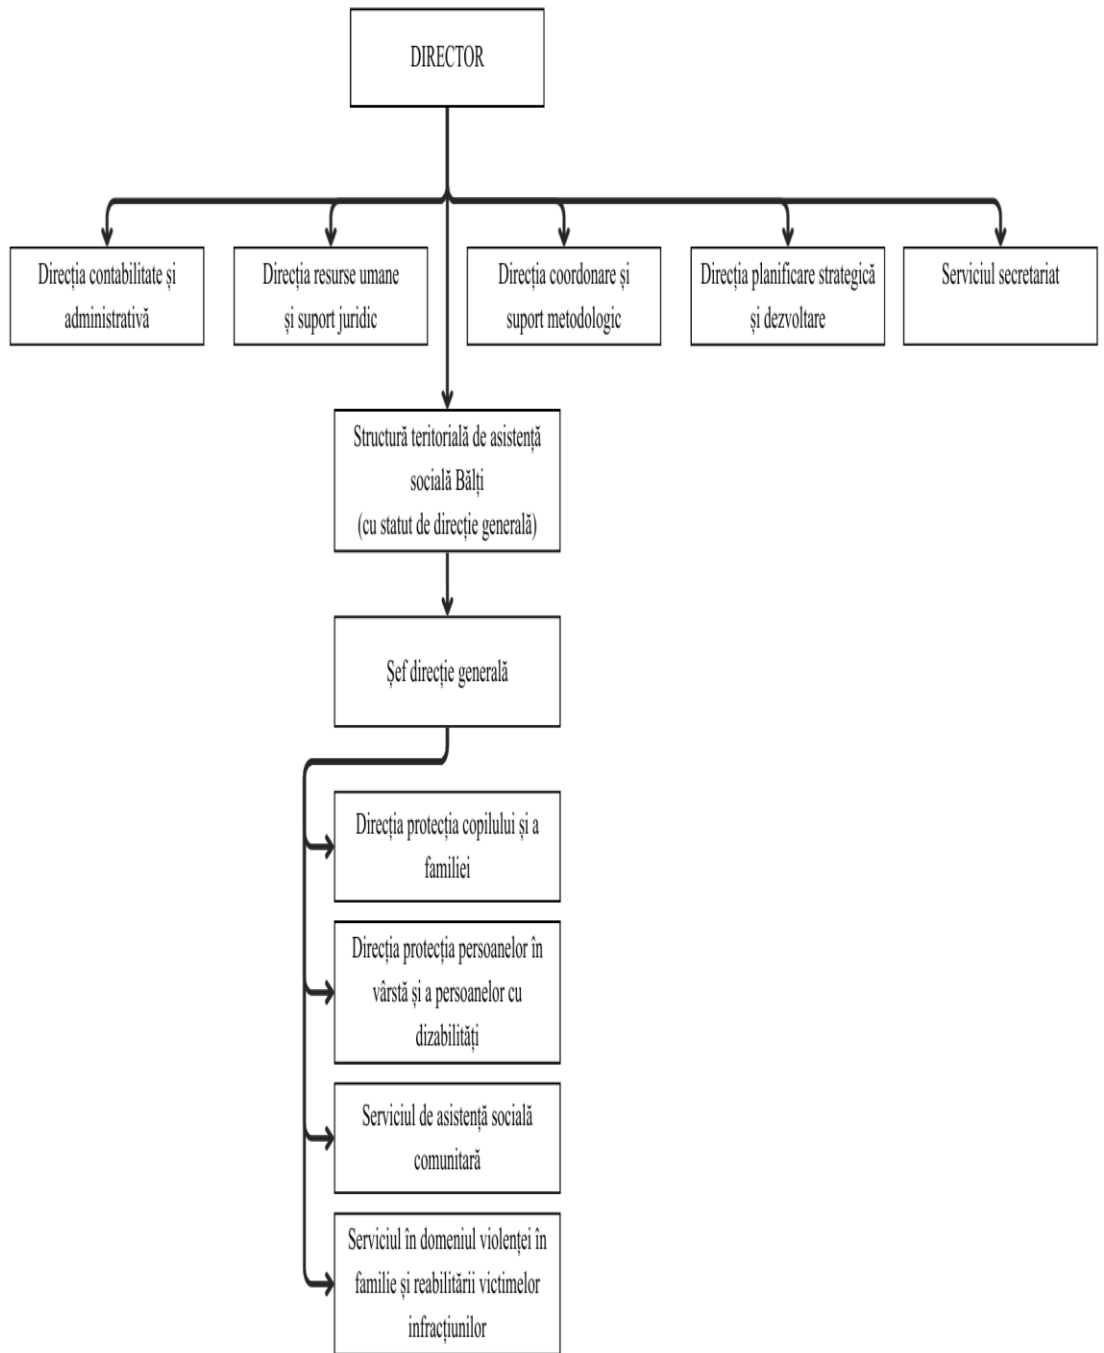 DIRECTOR
Direcția contabilitate și
administrativă
Direcția resurse umane
și suport juridic
Direcția coordonare și
suport metodologic
Direcția planificare strategică
și dezvoltare
Serviciul secretariat
Structură teritorială de asistență
socială Bălți
(cu statut de direcție generală)
Șef direcție generală
Direcția protecția copilului și a
familiei
Direcția protecția persoanelor în
vârstă și a persoanelor cu
dizabilități
Serviciul de asistență socială
comunitară
Serviciul în domeniul violenței în
familie și reabilitării victimelor
infracțiunilor